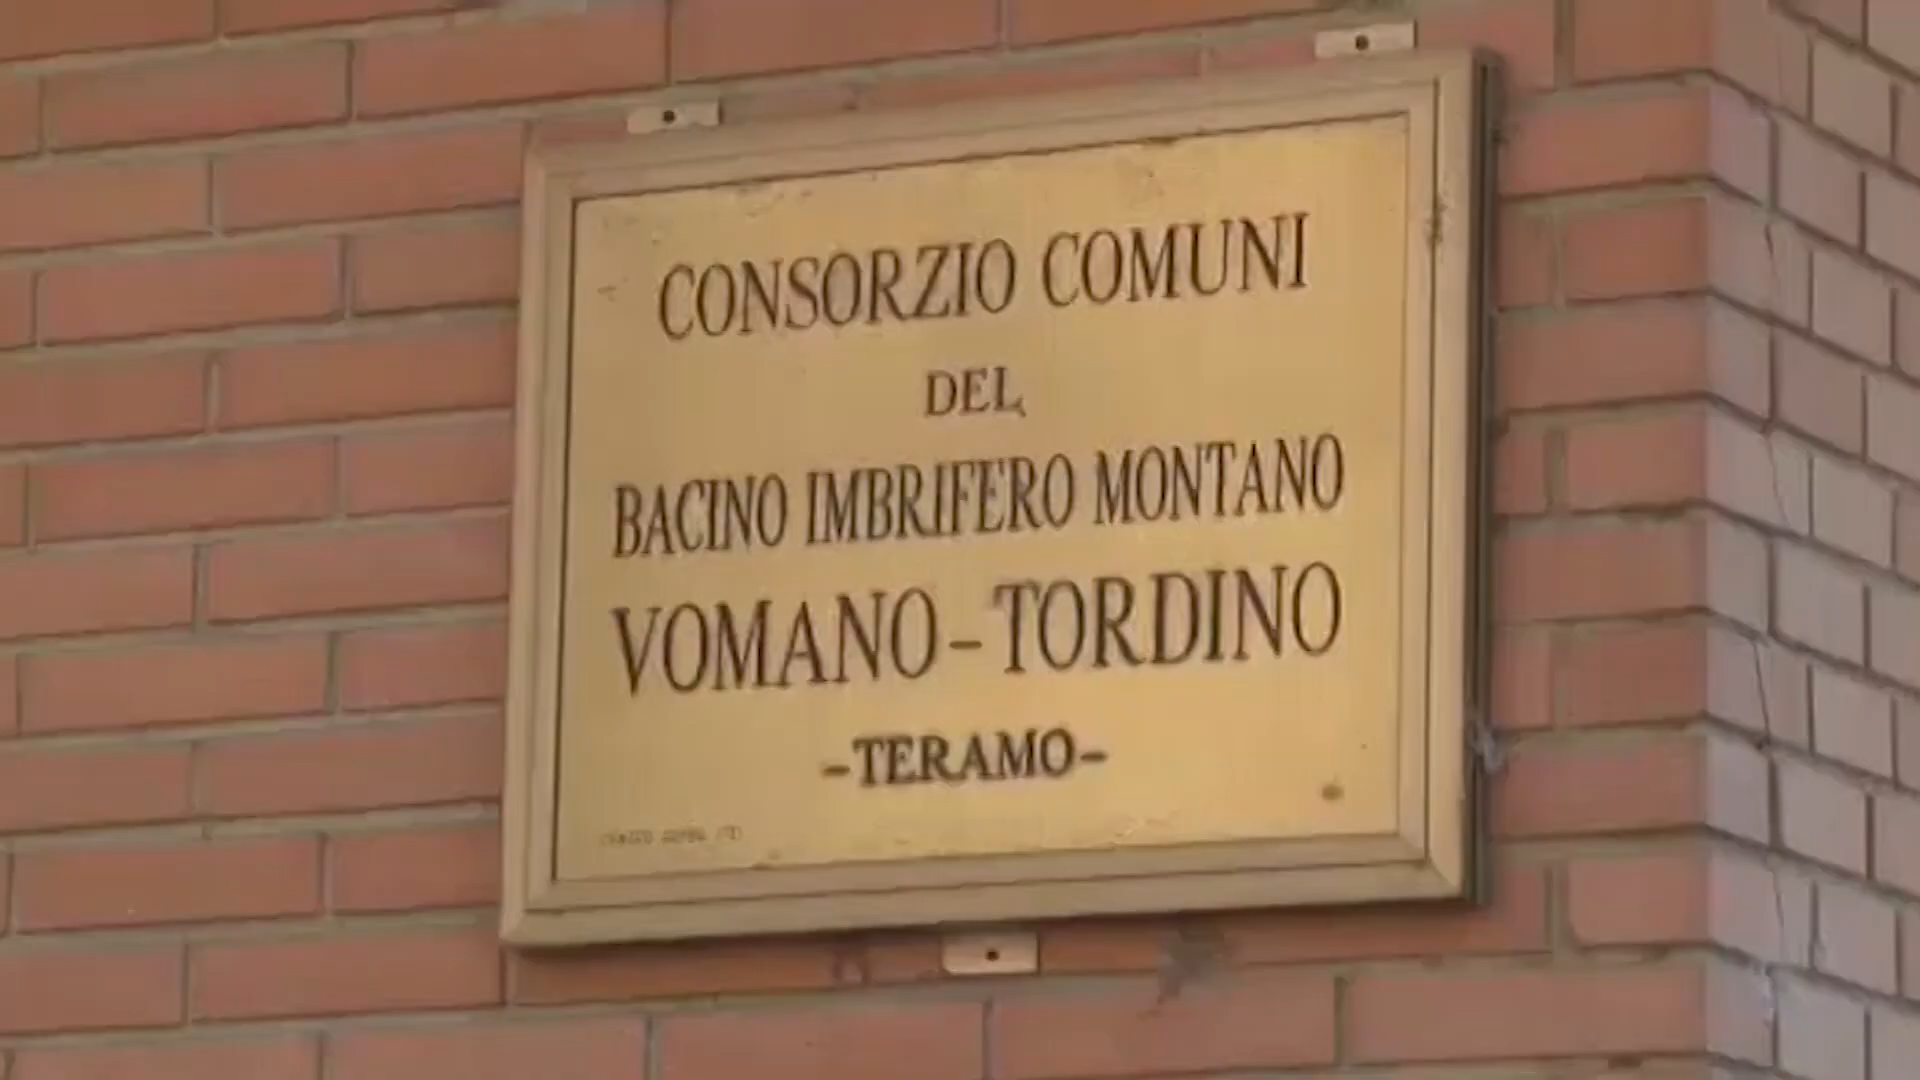 CONSORZIO COMUNI
DEL
BACINO IMBRIFERO MONTANO
VOMANO-TORDINO
-TERAMO-